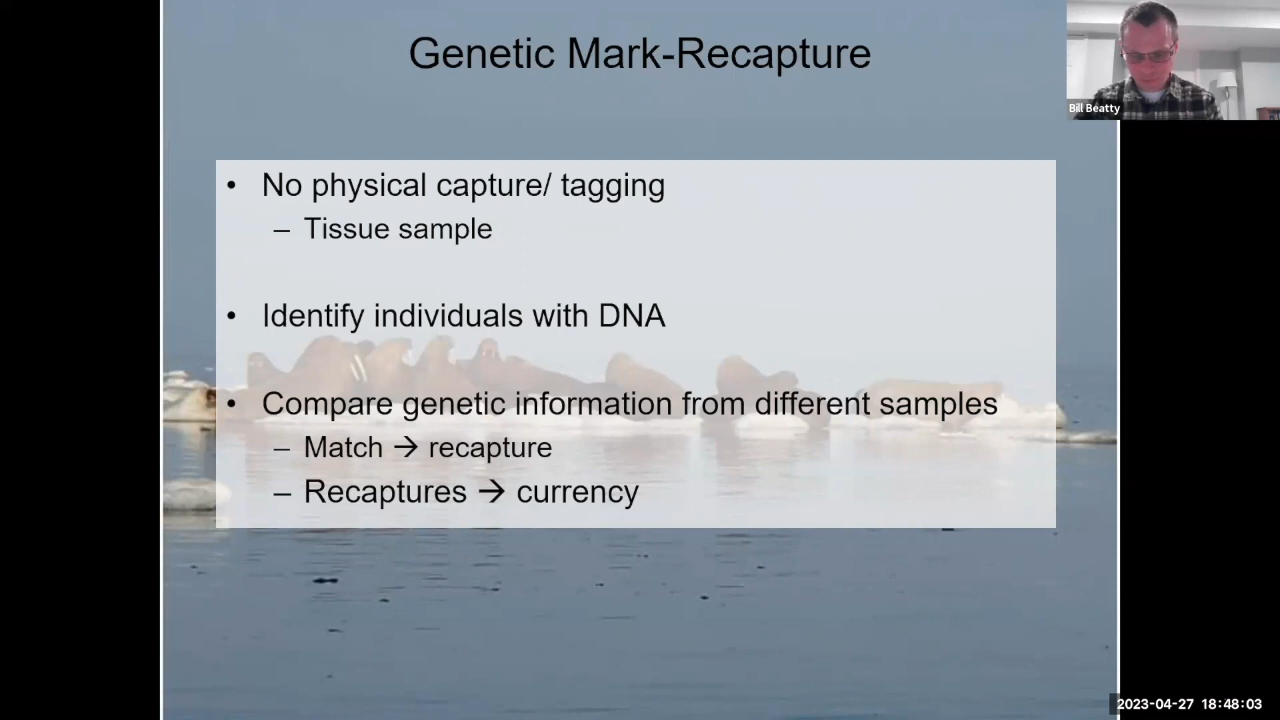 Genetic Mark-Recapture
Bill Beatty
• No physical capture/ tagging
– Tissue sample
• Identify individuals with DNA
• Compare genetic information from different samples
– Match → recapture
– Recaptures → currency
2023-04-27 18:48:03